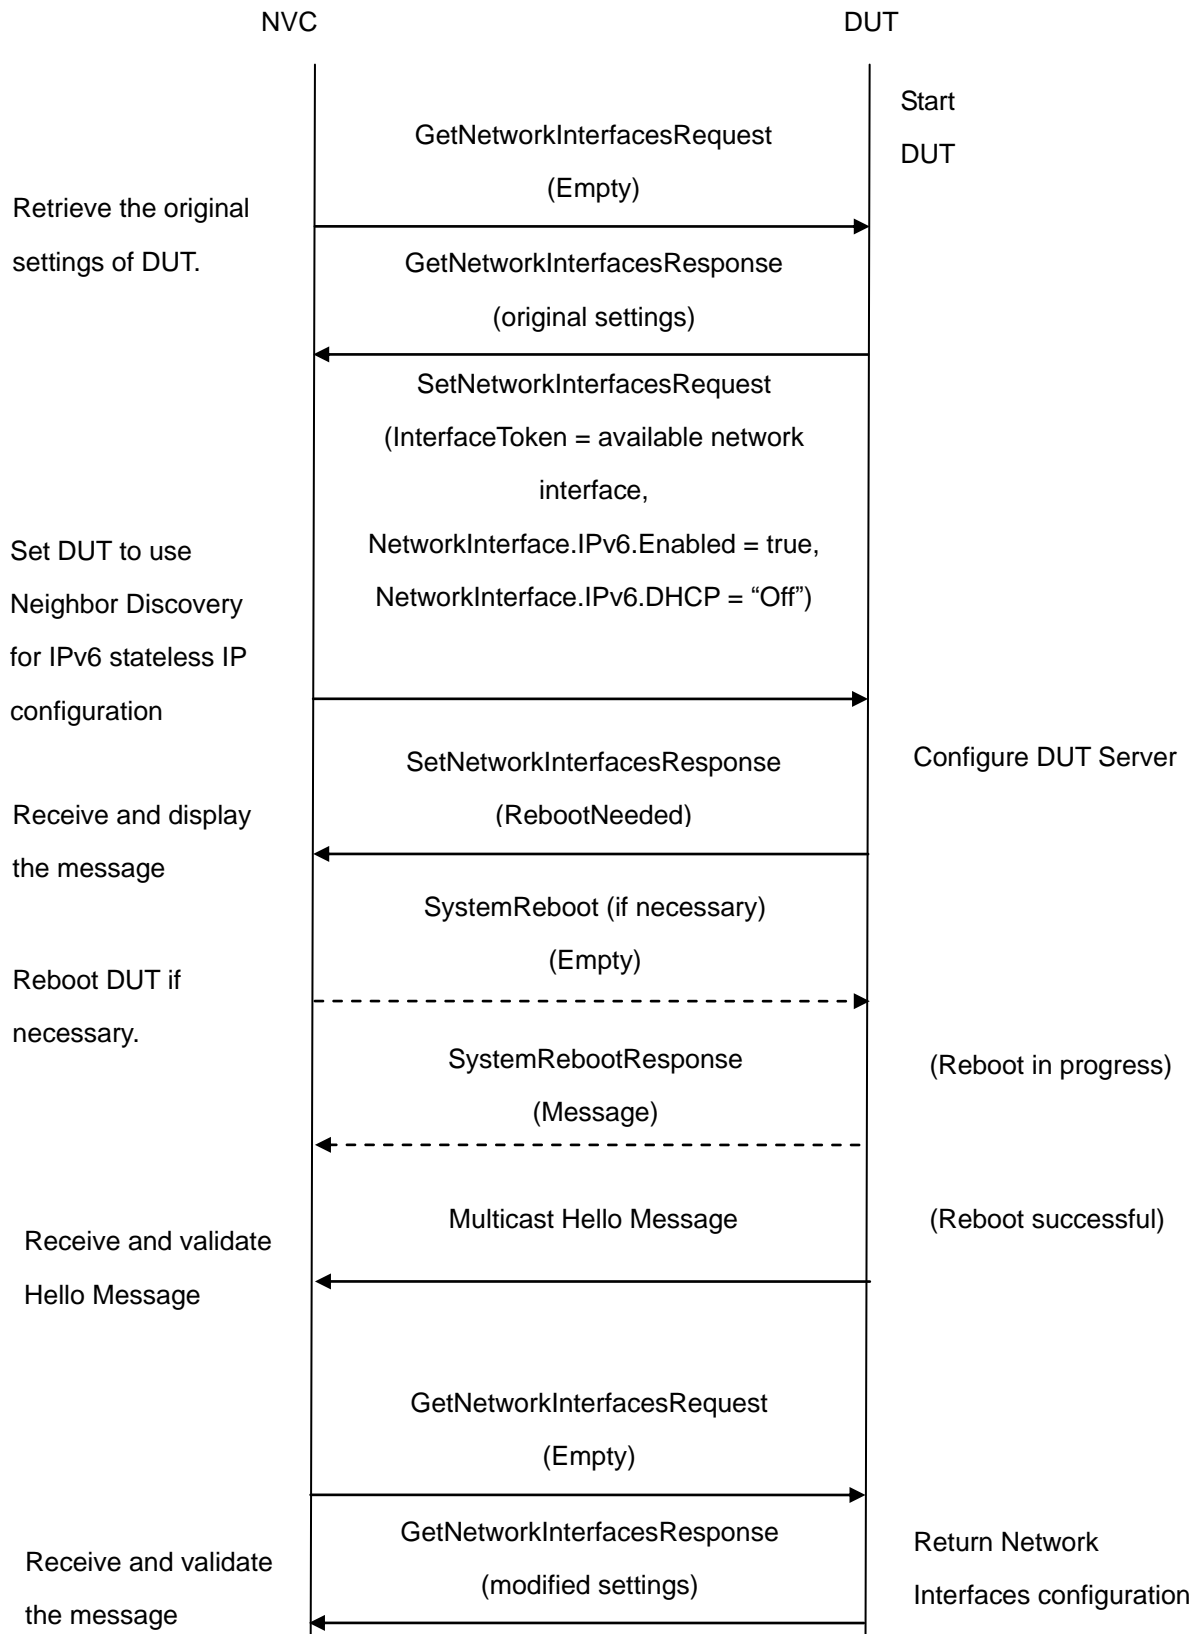 NVC
DUT
Start
DUT
GetNetworkInterfacesRequest
(Empty)
Retrieve the original
settings of DUT.
GetNetworkInterfacesResponse
(original settings)
SetNetworkInterfacesRequest
(InterfaceToken = available network
interface,
NetworkInterface.IPv6.Enabled = true,
NetworkInterface.IPv6.DHCP = “Off”)
Set DUT to use
Neighbor Discovery
for IPv6 stateless IP
configuration
Configure DUT Server
SetNetworkInterfacesResponse
(RebootNeeded)
Receive and display
the message
SystemReboot (if necessary)
(Empty)
Reboot DUT if
necessary.
SystemRebootResponse
(Message)
(Reboot in progress)
Multicast Hello Message
(Reboot successful)
Receive and validate
Hello Message
GetNetworkInterfacesRequest
(Empty)
GetNetworkInterfacesResponse
(modified settings)
Return Network
Interfaces configuration
Receive and validate
the message